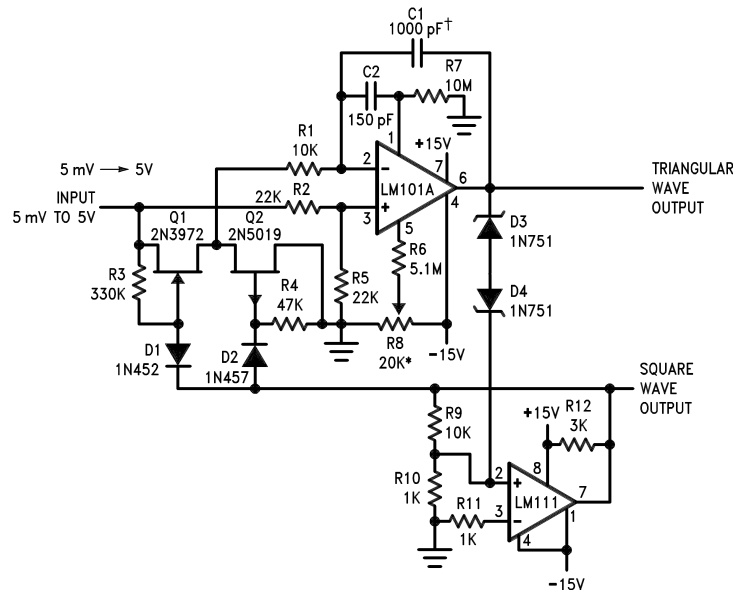 C1
1000 pF†
C2
150 pF
R7
10M
R1
10K
1
+15V
7
2
−
LM101A
6
5 mV → 5V
INPUT
5 mV TO 5V
22K
R2
+
3
4
5
TRIANGULAR
WAVE
OUTPUT
Q1
2N3972
Q2
2N5019
D3
1N751
R3
330K
R4
47K
R5
22K
R6
5.1M
R8
20K*
−15V
D4
1N751
D1
1N452
D2
1N457
SQUARE
WAVE
OUTPUT
R9
10K
+15V
R12
3K
R10
1K
R11
1K
2
+
8
LM111
7
3
−
1
4
−15V